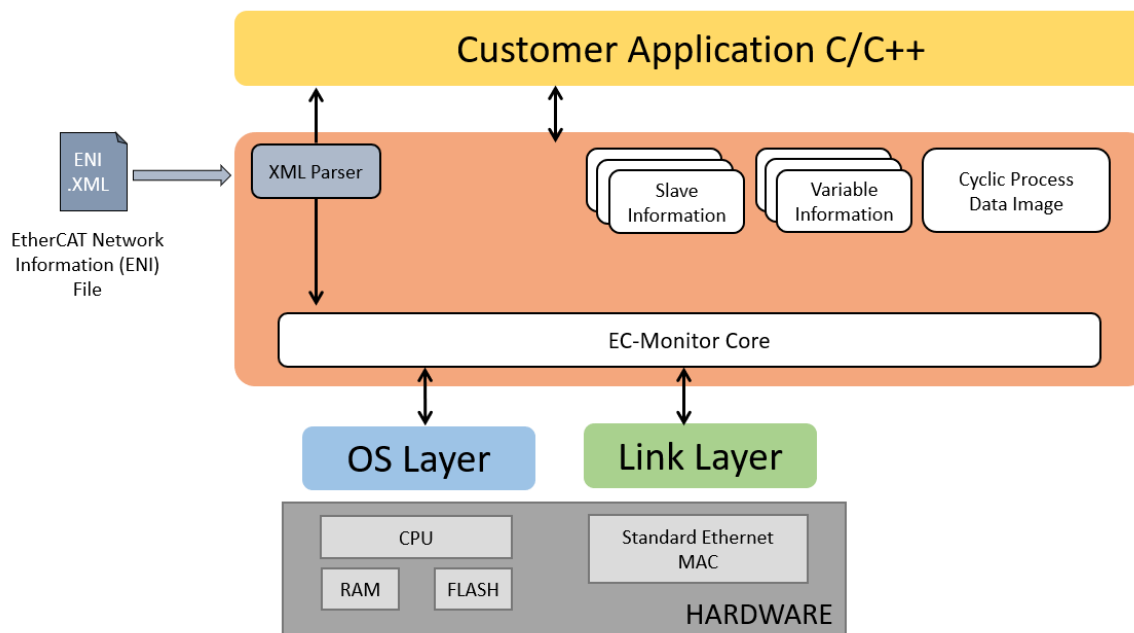 Customer Application C/C++
ENI
.XML
EtherCAT Network
Information (ENI)
File
XML Parser
Slave
Information
Variable
Information
Cyclic Process
Data Image
EC-Monitor Core
OS Layer
Link Layer
CPU
RAM
FLASH
Standard Ethernet
MAC
HARDWARE